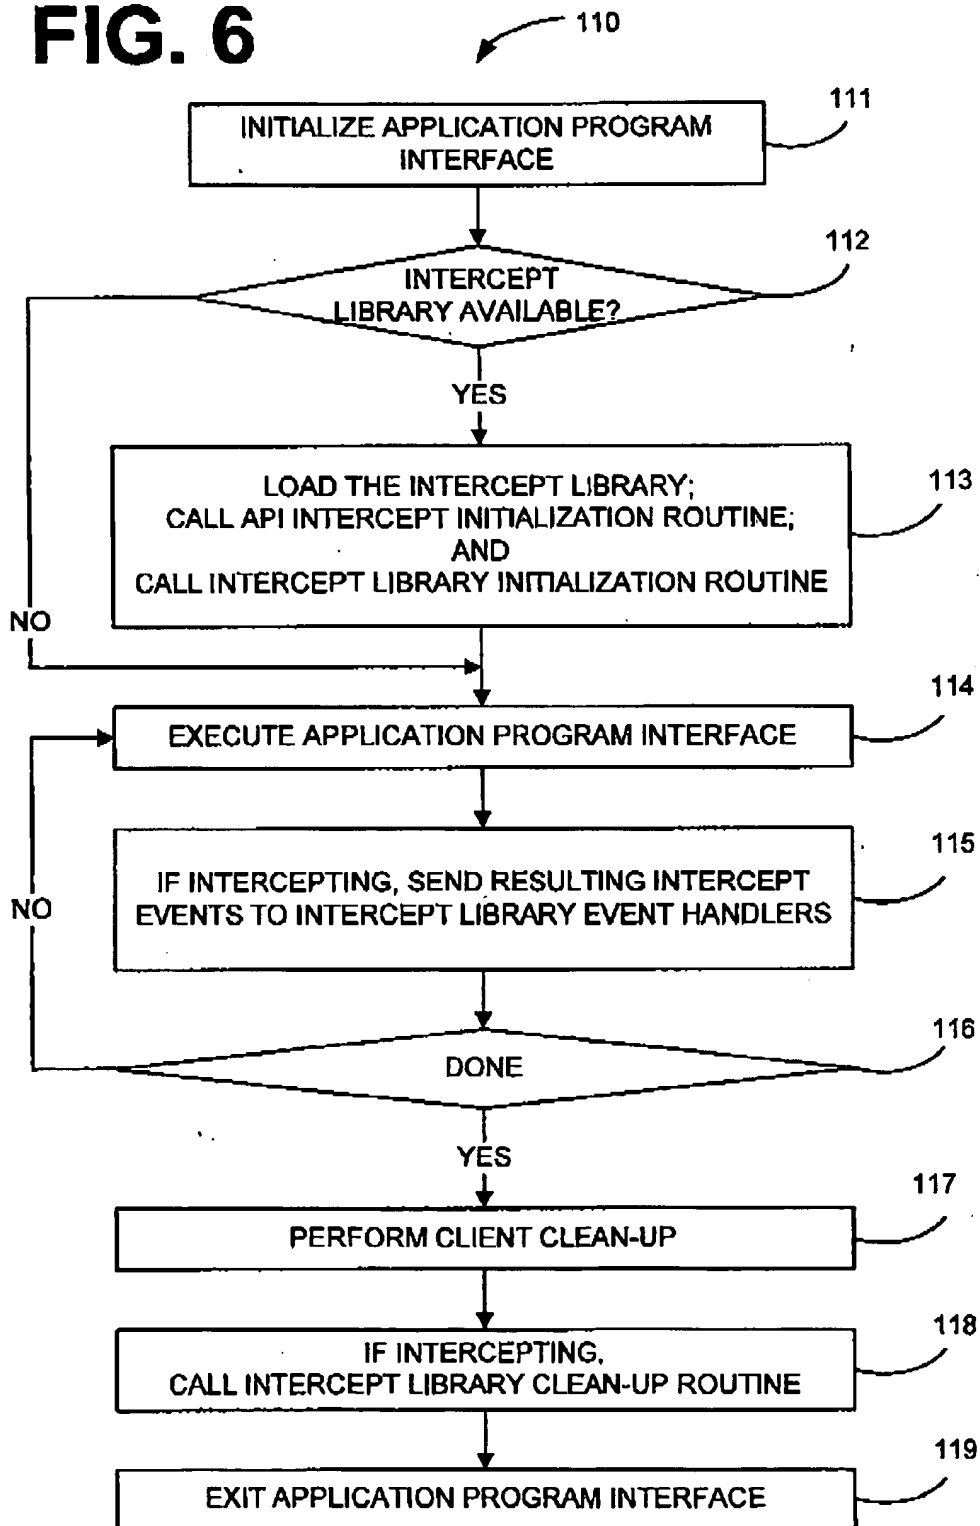 FIG. 6
110
111
INITIALIZE APPLICATION PROGRAM
INTERFACE
112
INTERCEPT
LIBRARY AVAILABLE?
YES
113
LOAD THE INTERCEPT LIBRARY;
CALL API INTERCEPT INITIALIZATION ROUTINE;
AND
CALL INTERCEPT LIBRARY INITIALIZATION ROUTINE
NO
114
EXECUTE APPLICATION PROGRAM INTERFACE
115
IF INTERCEPTING, SEND RESULTING INTERCEPT
EVENTS TO INTERCEPT LIBRARY EVENT HANDLERS
NO
116
DONE
YES
117
PERFORM CLIENT CLEAN-UP
118
IF INTERCEPTING,
CALL INTERCEPT LIBRARY CLEAN-UP ROUTINE
119
EXIT APPLICATION PROGRAM INTERFACE